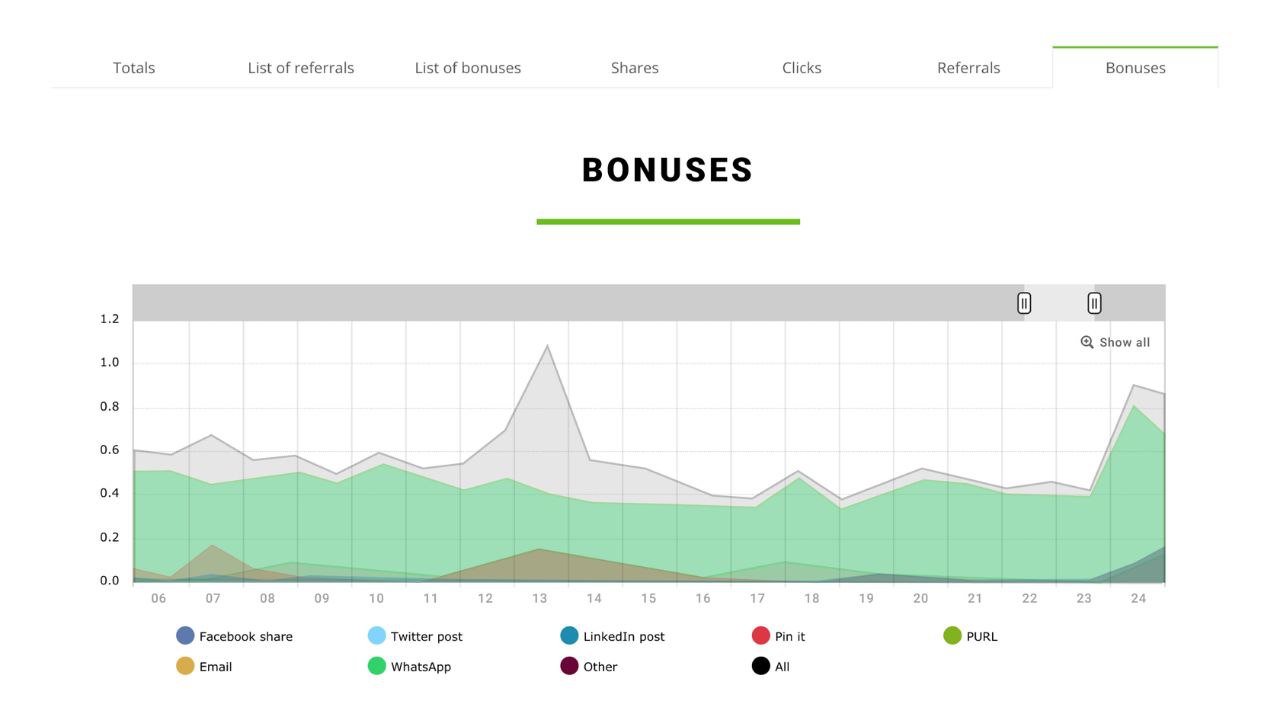 Totals List of referrals List of bonuses Shares Clicks Referrals Bonuses
BONUSES
1.2
Show all
1.0
0.8
0.6
0.4
0.2
0.0
06 07 08 09 10 11 12 13 14 15 16 17 18 19 20 21 22 23 24
Facebook share Twitter post LinkedIn post Pin it PURL
Email WhatsApp Other All